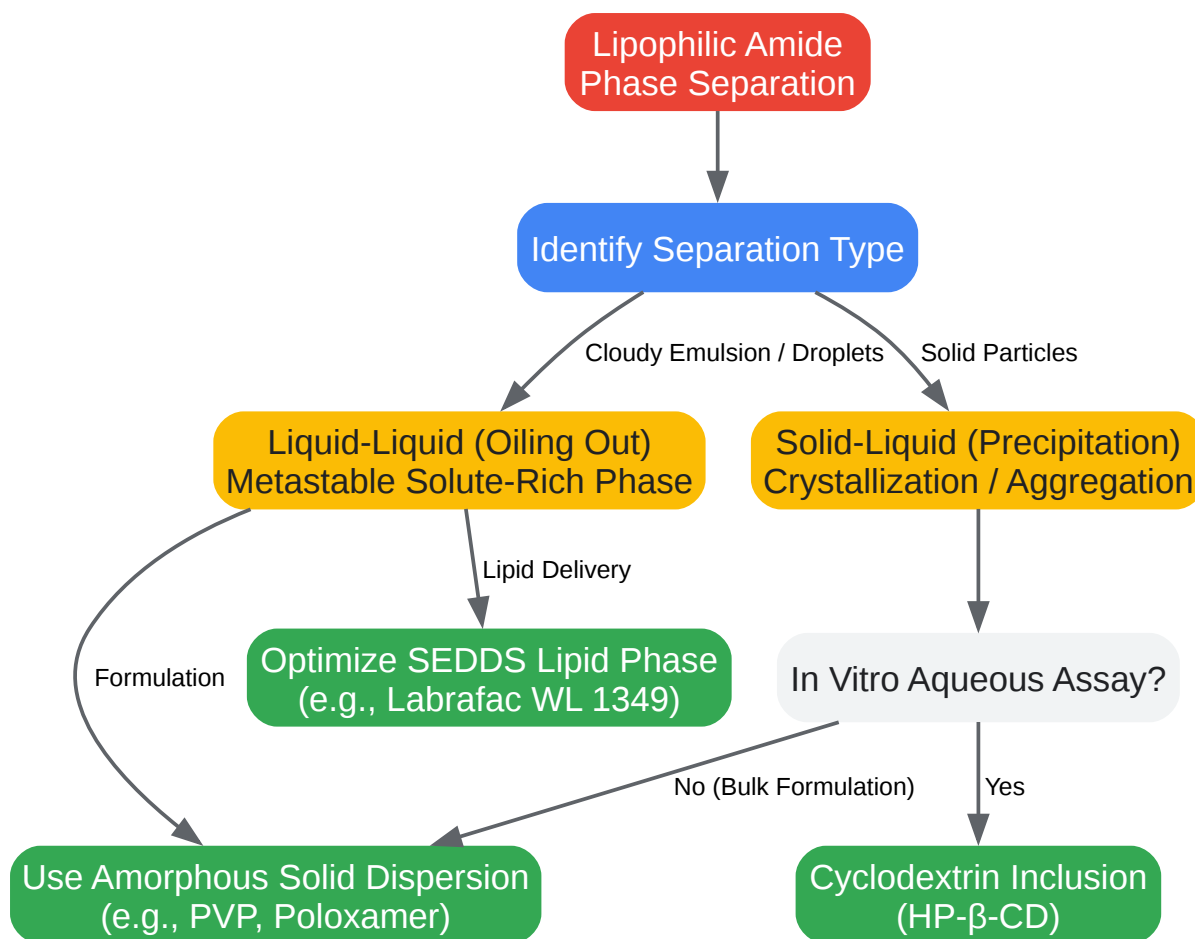 Lipophilic Amide
Phase Separation
Identify Separation Type
Cloudy Emulsion / Droplets
Solid Particles
Liquid-Liquid (Oiling Out)
Metastable Solute-Rich Phase
Solid-Liquid (Precipitation)
Crystallization / Aggregation
Lipid Delivery
Formulation
Optimize SEDDS Lipid Phase
(e.g., Labrafac WL 1349)
In Vitro Aqueous Assay?
No (Bulk Formulation)
Yes
Use Amorphous Solid Dispersion
(e.g., PVP, Poloxamer)
Cyclodextrin Inclusion
(HP-β-CD)